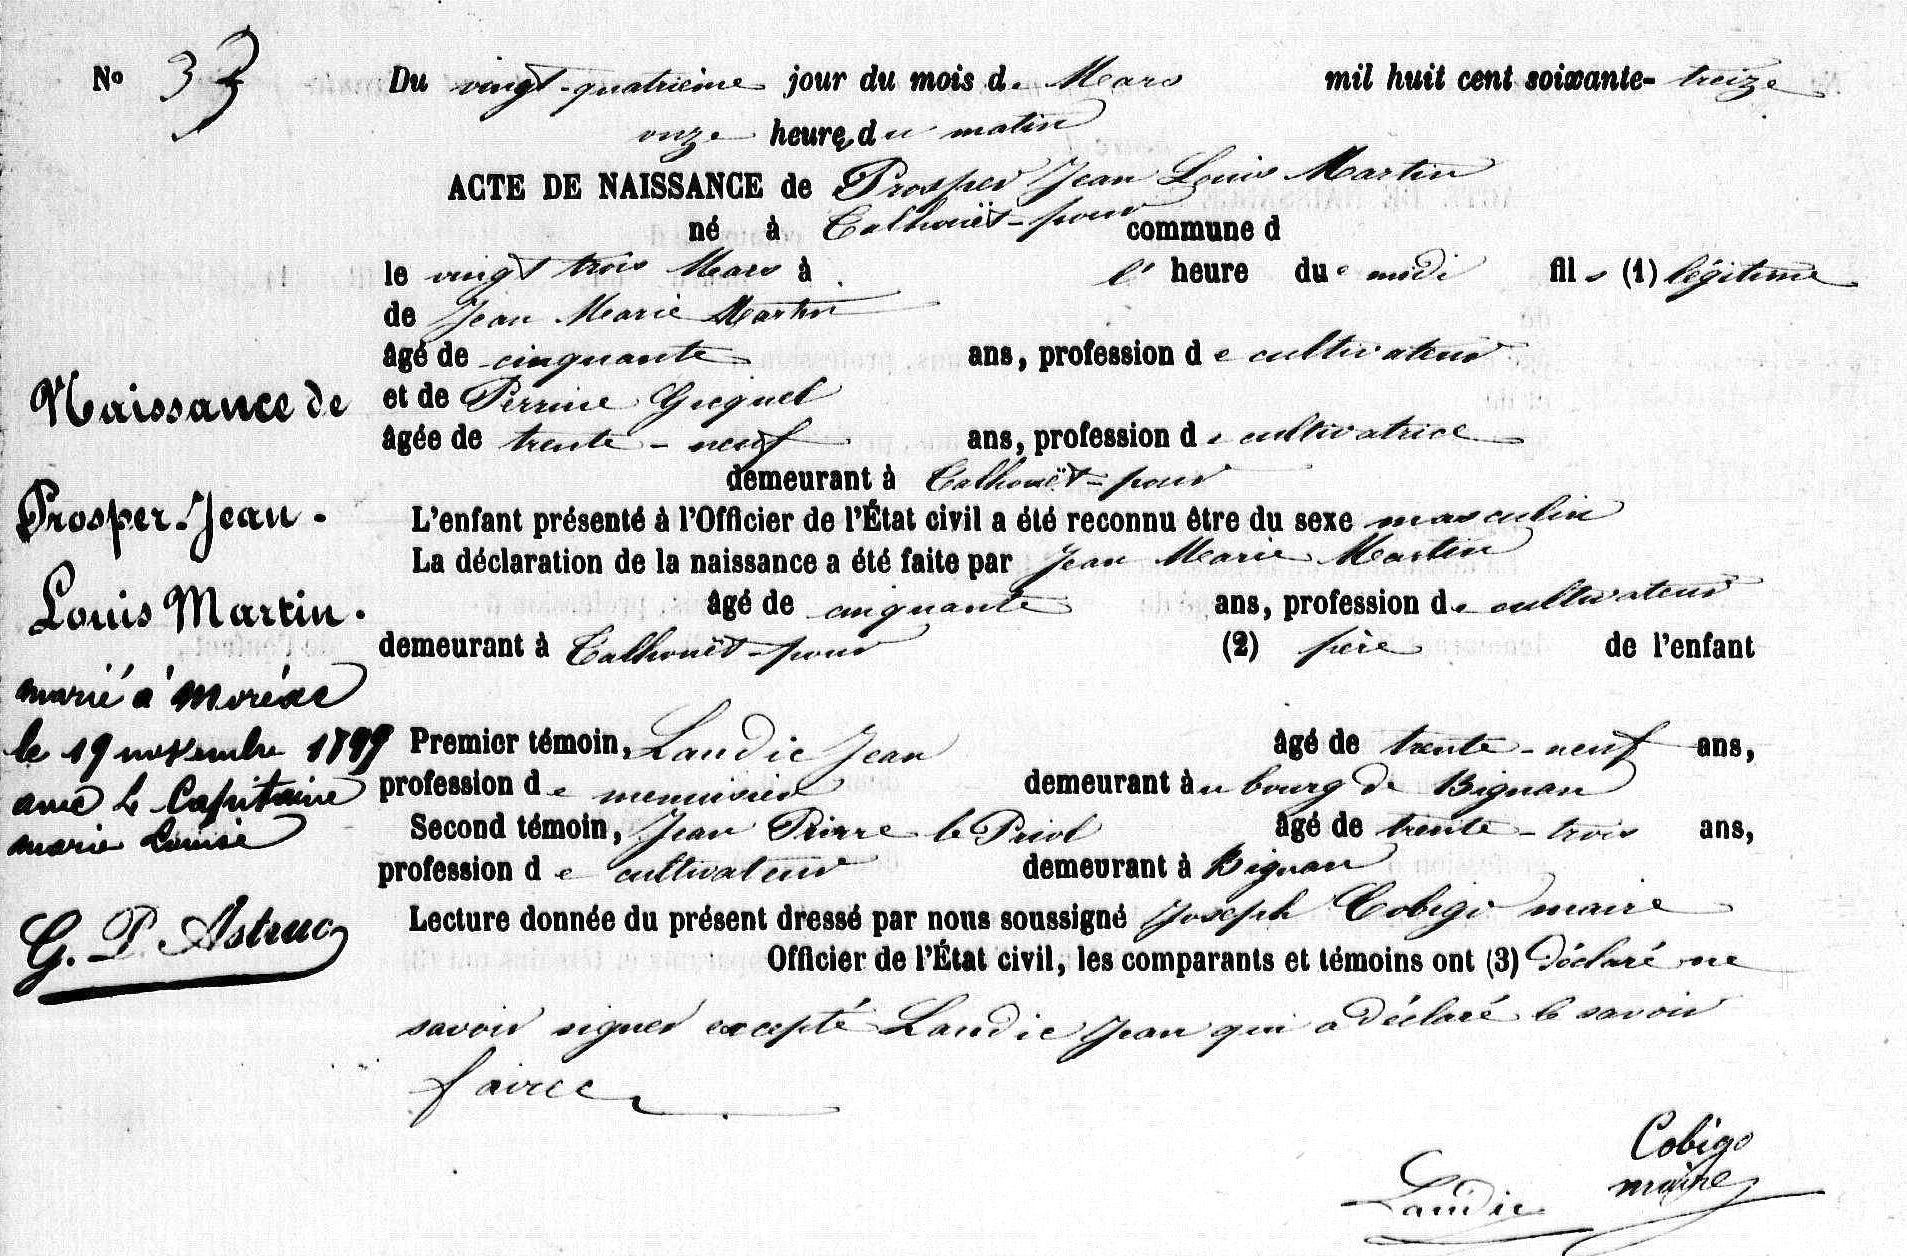 N° 33
Du vingt-quatrième jour du mois de Mars mil huit cent soixante-treize
onze heures du matin
ACTE DE NAISSANCE de Prosper Jean Louis Martin
né à Talhouët-pour commune d
le vingt trois Mars à l' heure du e midi fils (1) légitime
de Jean Marie Martin
âgé de cinquante ans, profession de cultivateur
et de Perrine Gicquel
âgée de trente-neuf ans, profession de cultivatrice
demeurant à Talhouët-pour
L'enfant présenté à l'Officier de l'État civil a été reconnu être du sexe masculin
La déclaration de la naissance a été faite par Jean Marie Martin
âgé de cinquante ans, profession de cultivateur
demeurant à Talhouët-pour (2) père de l'enfant
Premier témoin, Landic Jean âgé de trente-neuf ans,
profession de menuisier demeurant àu bourg de Bignan
Second témoin, Jean Pierre le Priol âgé de trente-trois ans,
profession de cultivateur demeurant à Bignan
Lecture donnée du présent dressé par nous soussigné Joseph Cobigo maire
Officier de l'État civil, les comparants et témoins ont (3) déclaré ne
savoir signer excepté Landic Jean qui a déclaré le savoir
faire
Cobigo
maire
Landic
Naissance de
Prosper-Jean-
Louis Martin.
marié à Moréac
le 19 novembre 1899
avec Le Capitaine
marie Louise
G. P. Astruc